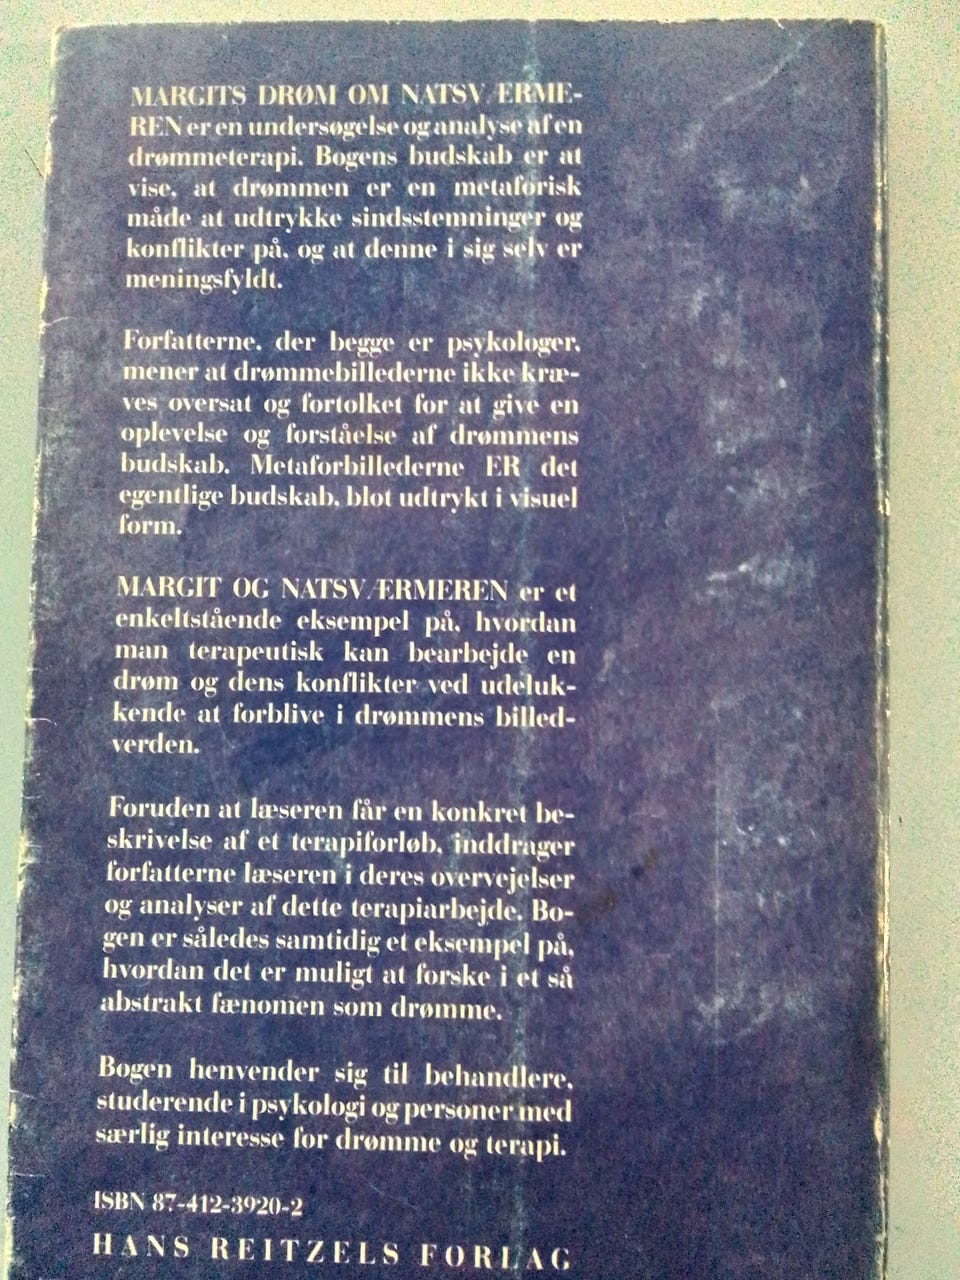 MARGITS DRØM OM NATSVÆRME-
REN er en undersøgelse og analyse af en
drømmeterapi. Bogens budskab er at
vise, at drømmen er en metaforisk
måde at udtrykke sindsstemninger og
konflikter på, og at denne i sig selv er
meningsfyldt.
Forfatterne, der begge er psykologer,
mener at drømmebillederne ikke kræ-
ves oversat og fortolket for at give en
oplevelse og forståelse af drømmens
budskab. Metaforbillederne ER det
egentlige budskab, blot udtrykt i visuel
form.
MARGIT OG NATSVÆRMEREN er et
enkeltstående eksempel på, hvordan
man terapeutisk kan bearbejde en
drøm og dens konflikter ved udeluk-
kende at forblive i drømmens billed-
verden.
Foruden at læseren får en konkret be-
skrivelse af et terapiforløb, inddrager
forfatterne læseren i deres overvejelser
og analyser af dette terapiarbejde. Bo-
gen er således samtidig et eksempel på,
hvordan det er muligt at forske i et så
abstrakt fænomen som drømme.
Bogen henvender sig til behandlere,
studerende i psykologi og personer med
særlig interesse for drømme og terapi.
ISBN 87-412-3920-2
HANS REITZELS FORLAG